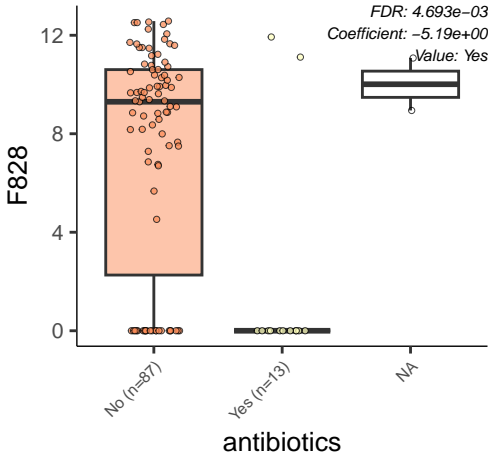 FDR: 4.693e−03
Coefficient: −5.19e+00
Value: Yes
F828
12
8
4
0
No (n=87)
Yes (n=13)
NA
antibiotics